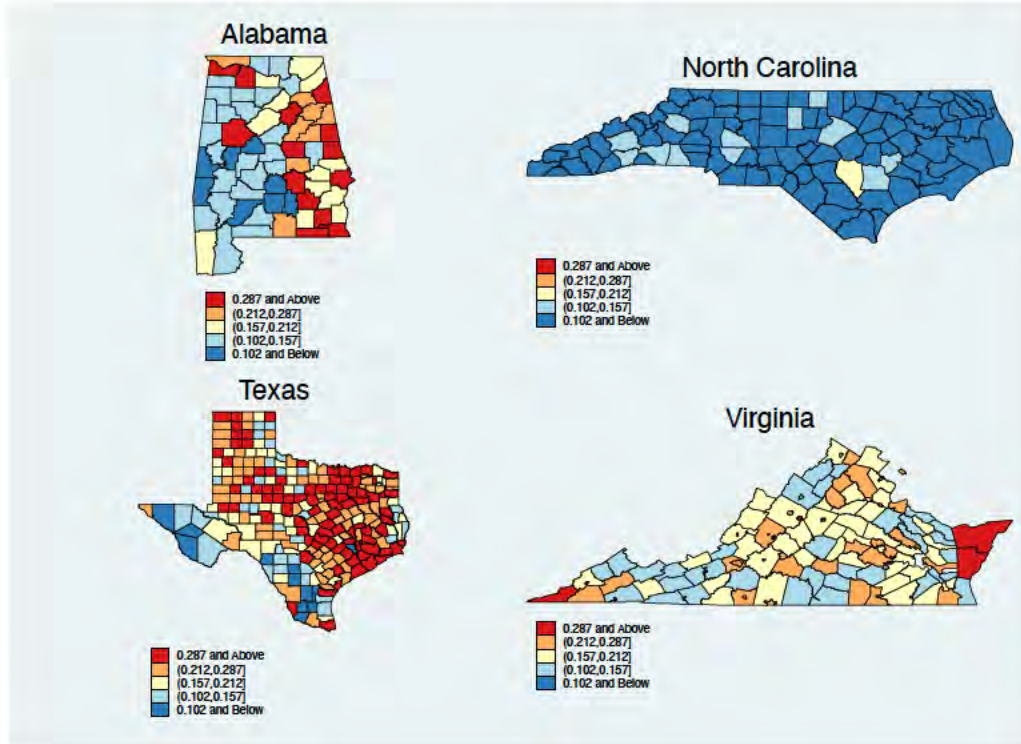 Alabama
0.287 and Above
(0.212,0.287]
(0.157,0.212]
(0.102,0.157]
0.102 and Below
North Carolina
0.287 and Above
(0.212,0.287]
(0.157,0.212]
(0.102,0.157]
0.102 and Below
Texas
0.287 and Above
(0.212,0.287]
(0.157,0.212]
(0.102,0.157]
0.102 and Below
Virginia
0.287 and Above
(0.212,0.287]
(0.157,0.212]
(0.102,0.157]
0.102 and Below